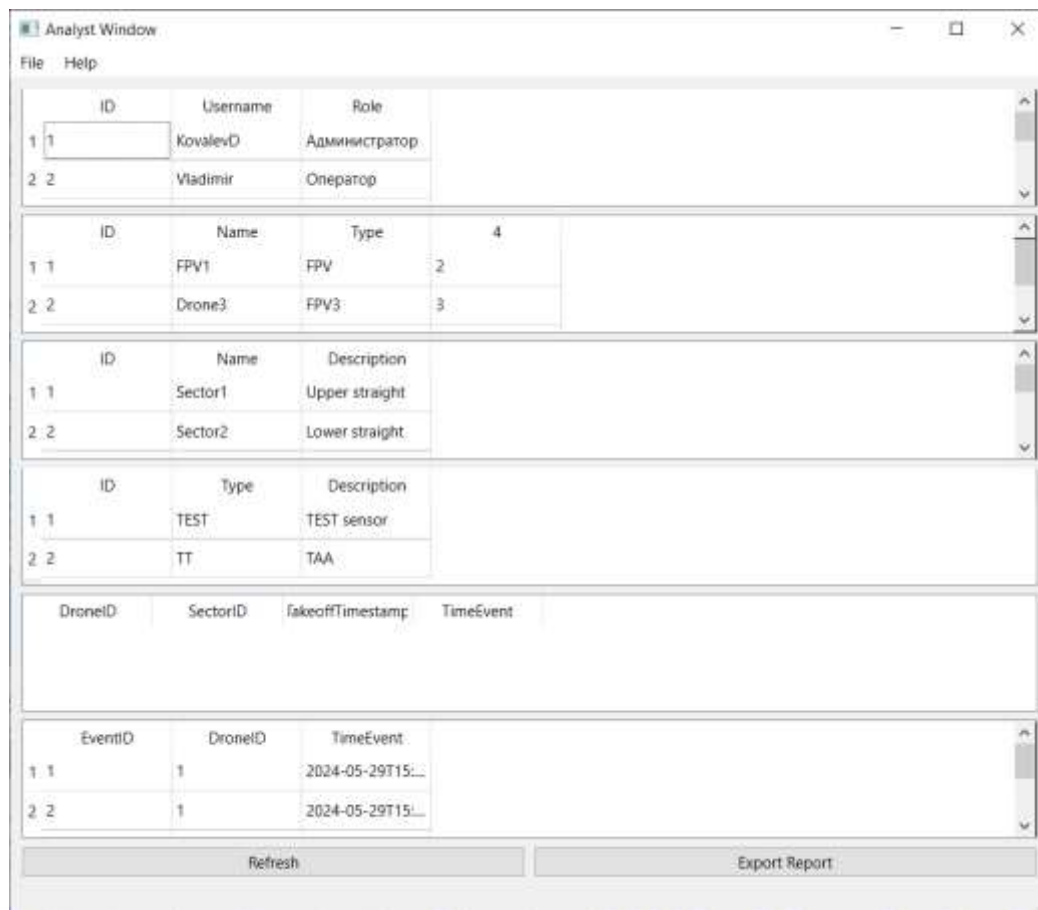 Analyst Window
File Help
ID Username Role
1 1 KovalevD Администратор
2 2 Vladimir Оператор
ID Name Type 4
1 1 FPV1 FPV 2
2 2 Drone3 FPV3 3
ID Name Description
1 1 Sector1 Upper straight
2 2 Sector2 Lower straight
ID Type Description
1 1 TEST TEST sensor
2 2 TT TAA
DroneID SectorID TakeoffTimestamp TimeEvent
EventID DroneID TimeEvent
1 1 1 2024-05-29T15:...
2 2 1 2024-05-29T15:...
Refresh Export Report